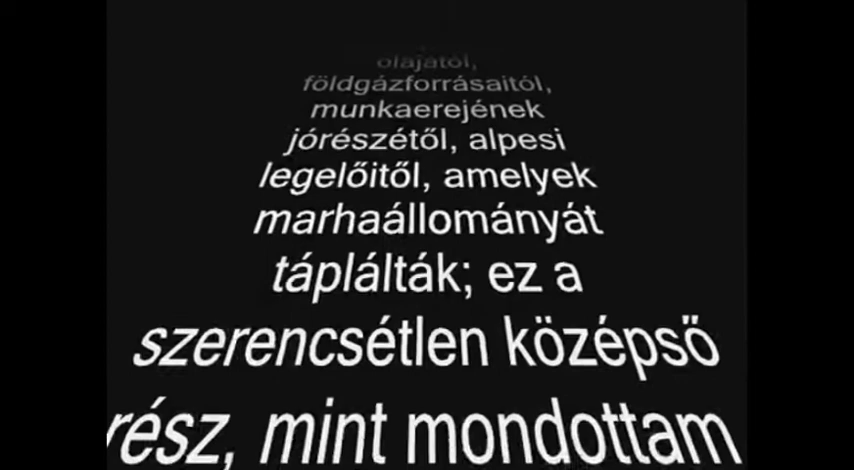 olajától,
földgázforrásaitól,
munkaerejének
jórészétől, alpesi
legelőitől, amelyek
marhaállományát
táplálták; ez a
szerencsétlen középső
rész, mint mondottam